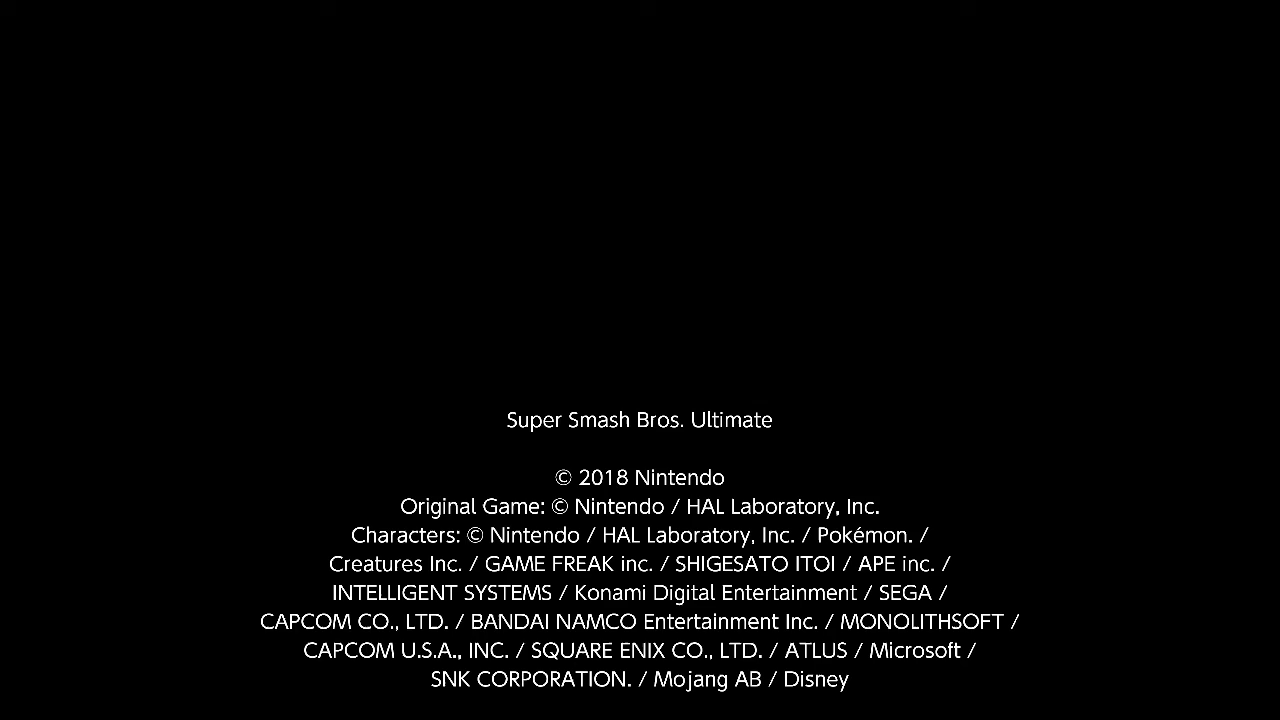 Super Smash Bros. Ultimate
© 2018 Nintendo
Original Game: © Nintendo / HAL Laboratory, Inc.
Characters: © Nintendo / HAL Laboratory, Inc. / Pokémon. /
Creatures Inc. / GAME FREAK inc. / SHIGESATO ITOI / APE inc. /
INTELLIGENT SYSTEMS / Konami Digital Entertainment / SEGA /
CAPCOM CO., LTD. / BANDAI NAMCO Entertainment Inc. / MONOLITHSOFT /
CAPCOM U.S.A., INC. / SQUARE ENIX CO., LTD. / ATLUS / Microsoft /
SNK CORPORATION. / Mojang AB / Disney